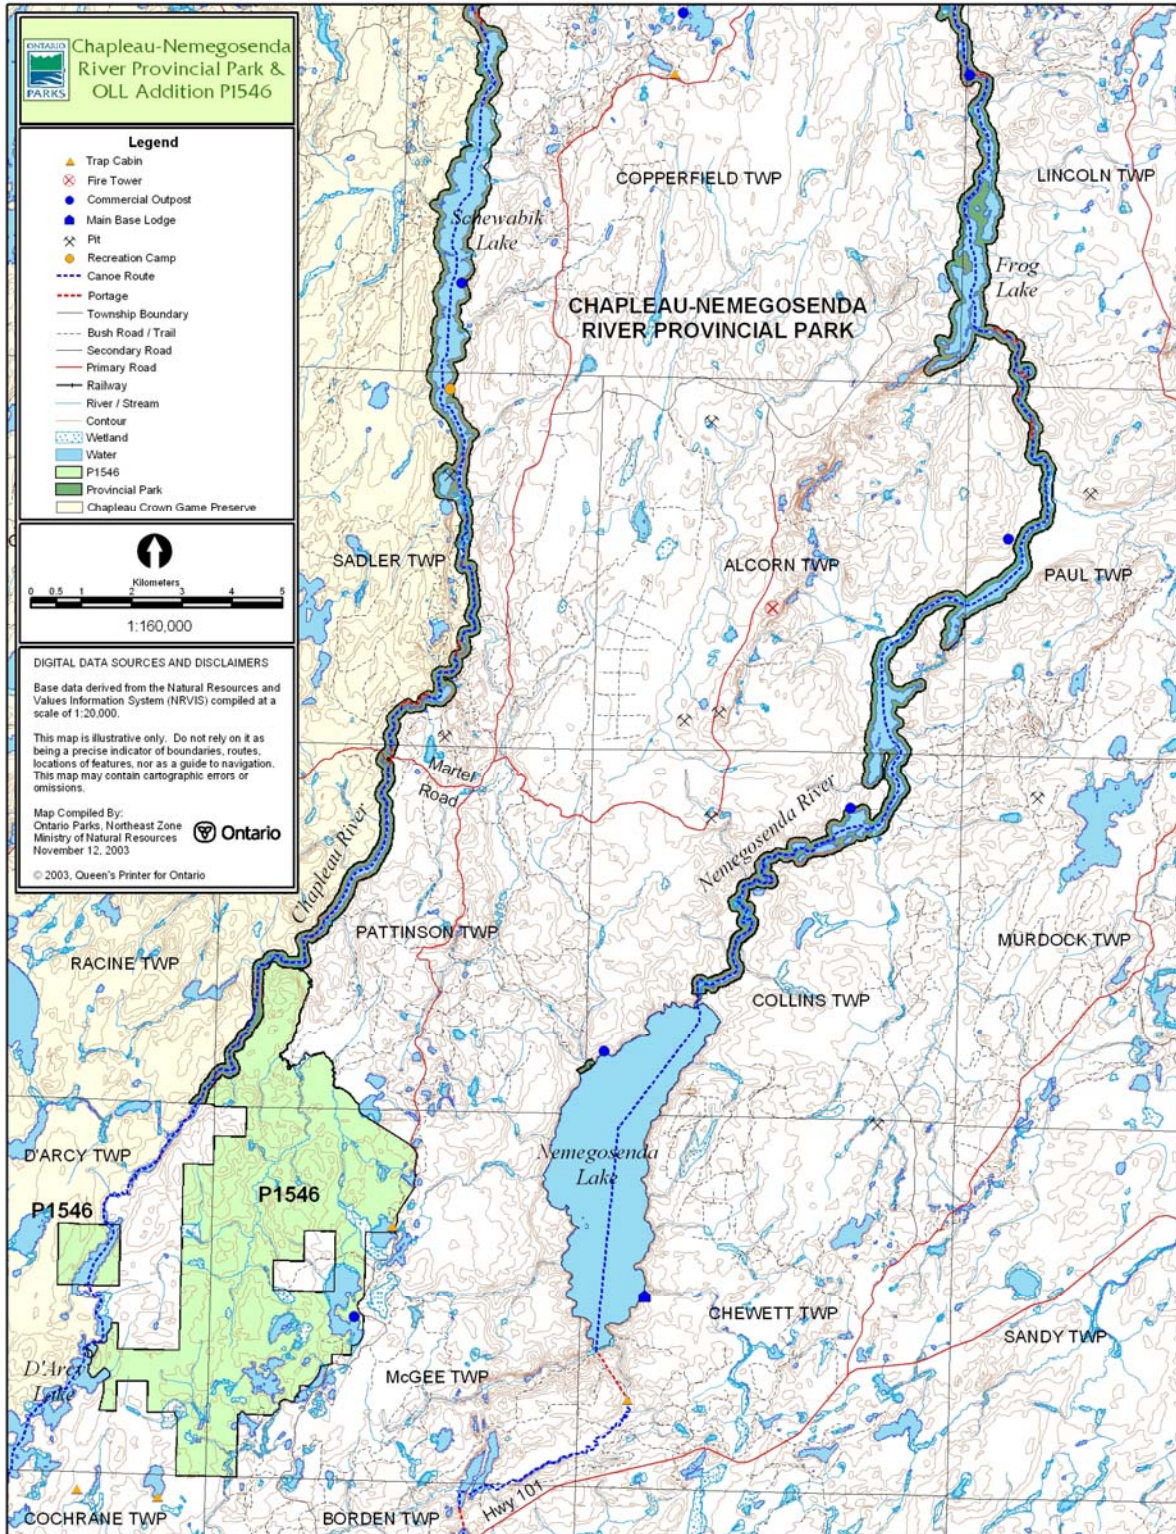 ONTARIO
PARKS
Chapleau-Nemegosenda
River Provincial Park &
OLL Addition P1546
Legend
Trap Cabin
Fire Tower
Commercial Outpost
Main Base Lodge
Pit
Recreation Camp
Canoe Route
Portage
Township Boundary
Bush Road / Trail
Secondary Road
Primary Road
Railway
River / Stream
Contour
Wetland
Water
P1546
Provincial Park
Chapleau Crown Game Preserve
Kilometers
0 0.5 1 2 3 4 5
1:160,000
DIGITAL DATA SOURCES AND DISCLAIMERS
Base data derived from the Natural Resources and
Values Information System (NRVIS) compiled at a
scale of 1:20,000.
This map is illustrative only. Do not rely on it as
being a precise indicator of boundaries, routes,
locations of features, nor as a guide to navigation.
This map may contain cartographic errors or
omissions.
Map Compiled By:
Ontario Parks, Northeast Zone
Ministry of Natural Resources
November 12, 2003
Ontario
© 2003, Queen's Printer for Ontario
COPPERFIELD TWP
LINCOLN TWP
Schewabik
Lake
Frog
Lake
CHAPLEAU-NEMEGOSENDA
RIVER PROVINCIAL PARK
SADLER TWP
ALCORN TWP
PAUL TWP
Martel
Road
Chapleau River
Nemegosenda River
PATTINSON TWP
RACINE TWP
MURDOCK TWP
COLLINS TWP
D'ARCY TWP
P1546
P1546
Nemegosenda
Lake
CHEWETT TWP
SANDY TWP
D'Arcy
Lake
McGEE TWP
Hwy 101
COCHRANE TWP
BORDEN TWP